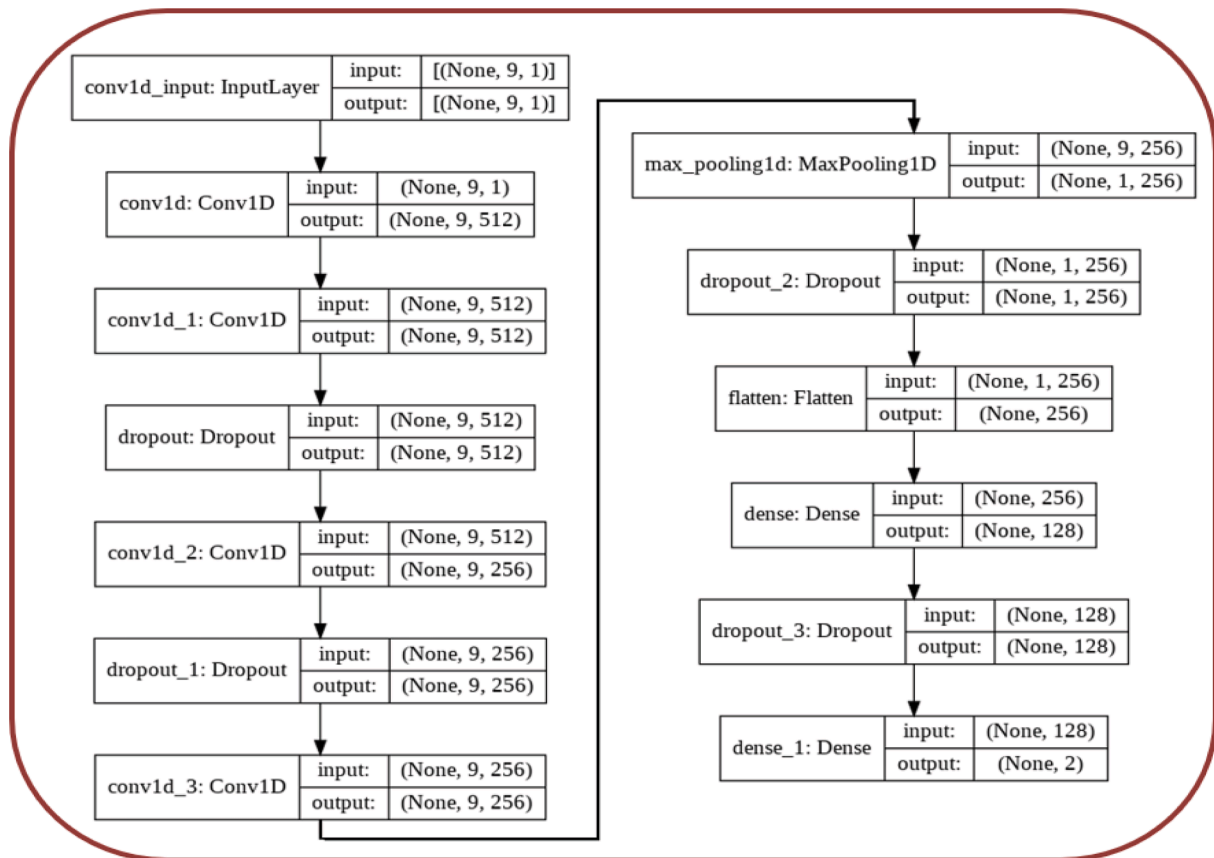 conv1d_input: InputLayer
input: [(None, 9, 1)]
output: [(None, 9, 1)]
conv1d: Conv1D
input: (None, 9, 1)
output: (None, 9, 512)
conv1d_1: Conv1D
input: (None, 9, 512)
output: (None, 9, 512)
dropout: Dropout
input: (None, 9, 512)
output: (None, 9, 512)
conv1d_2: Conv1D
input: (None, 9, 512)
output: (None, 9, 256)
dropout_1: Dropout
input: (None, 9, 256)
output: (None, 9, 256)
conv1d_3: Conv1D
input: (None, 9, 256)
output: (None, 9, 256)
max_pooling1d: MaxPooling1D
input: (None, 9, 256)
output: (None, 1, 256)
dropout_2: Dropout
input: (None, 1, 256)
output: (None, 1, 256)
flatten: Flatten
input: (None, 1, 256)
output: (None, 256)
dense: Dense
input: (None, 256)
output: (None, 128)
dropout_3: Dropout
input: (None, 128)
output: (None, 128)
dense_1: Dense
input: (None, 128)
output: (None, 2)